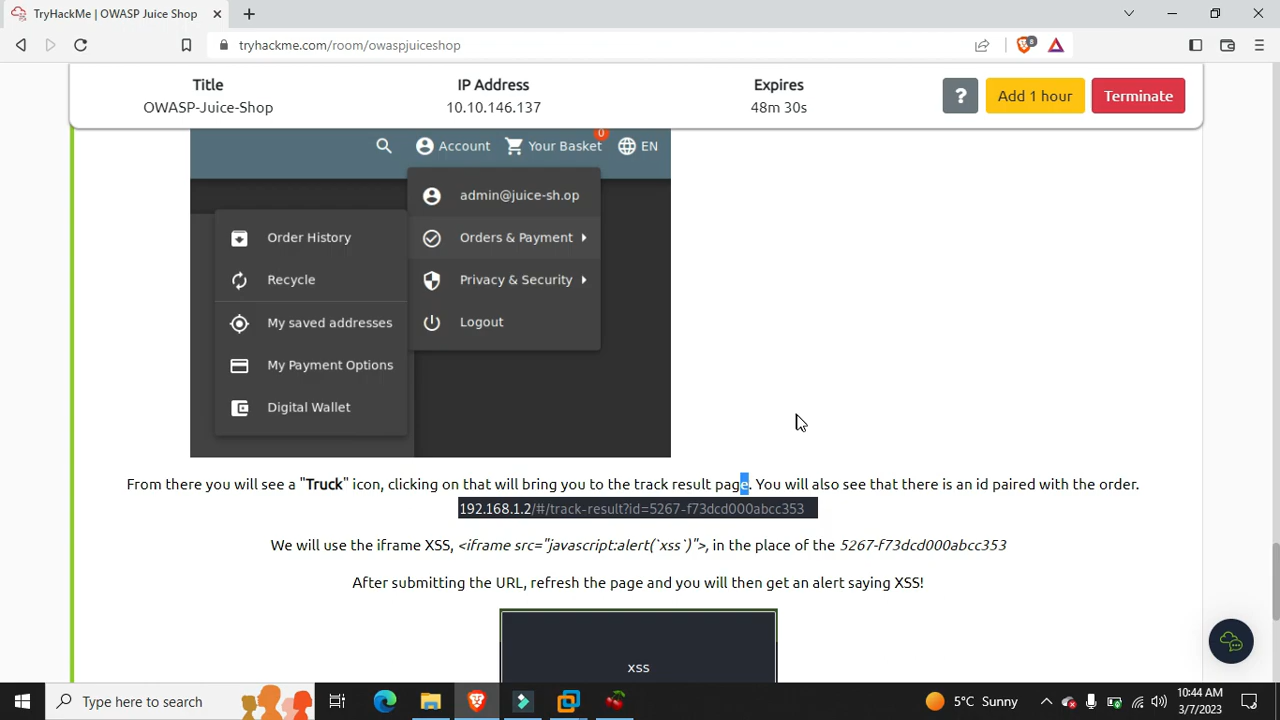 TryHackMe | OWASP Juice Shop
tryhackme.com/room/owaspjuiceshop
8
Title
OWASP-Juice-Shop
IP Address
10.10.146.137
Expires
48m 30s
?
Add 1 hour
Terminate
Account
Your Basket
0
EN
admin@juice-sh.op
Orders & Payment
Privacy & Security
Logout
Order History
Recycle
My saved addresses
My Payment Options
Digital Wallet
From there you will see a "Truck" icon, clicking on that will bring you to the track result page. You will also see that there is an id paired with the order.
192.168.1.2/#/track-result?id=5267-f73dcd000abcc353
We will use the iframe XSS, <iframe src="javascript:alert(`xss`)">, in the place of the 5267-f73dcd000abcc353
After submitting the URL, refresh the page and you will then get an alert saying XSS!
xss
Type here to search
5°C Sunny
10:44 AM
3/7/2023